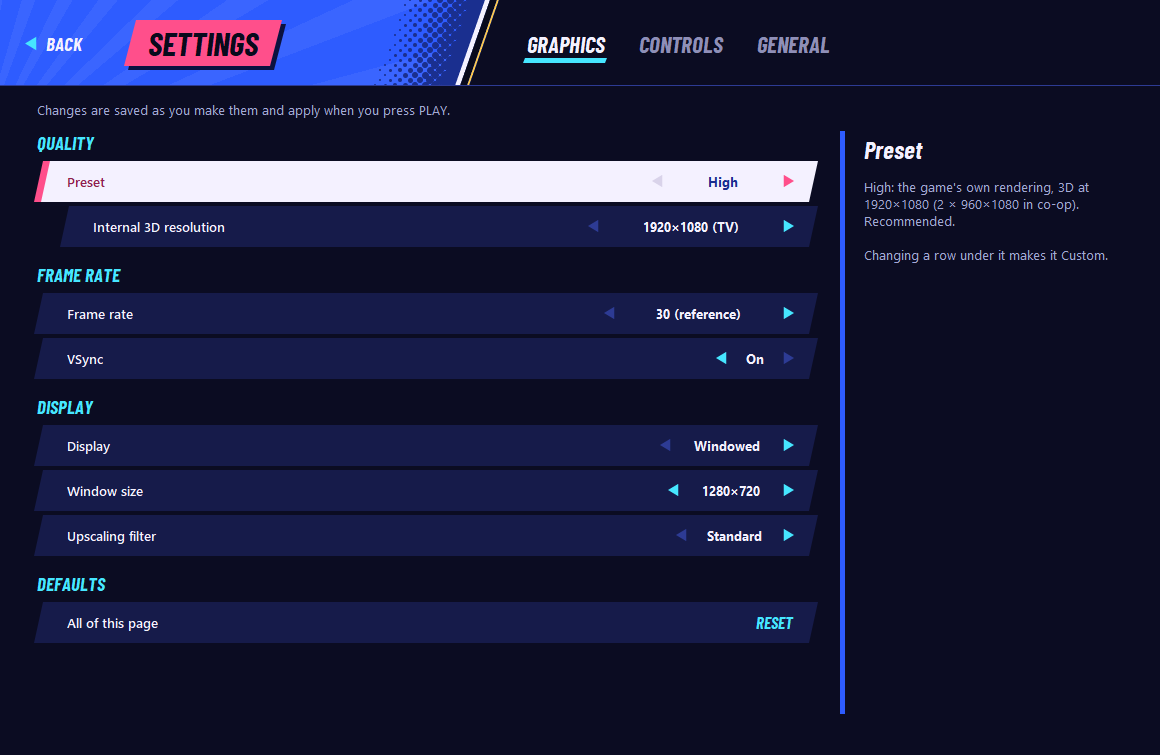 BACK
SETTINGS
GRAPHICS
CONTROLS
GENERAL
Changes are saved as you make them and apply when you press PLAY.
QUALITY
Preset
High
Internal 3D resolution
1920×1080 (TV)
FRAME RATE
Frame rate
30 (reference)
VSync
On
DISPLAY
Display
Windowed
Window size
1280×720
Upscaling filter
Standard
DEFAULTS
All of this page
RESET
Preset
High: the game's own rendering, 3D at
1920×1080 (2 × 960×1080 in co-op).
Recommended.
Changing a row under it makes it Custom.